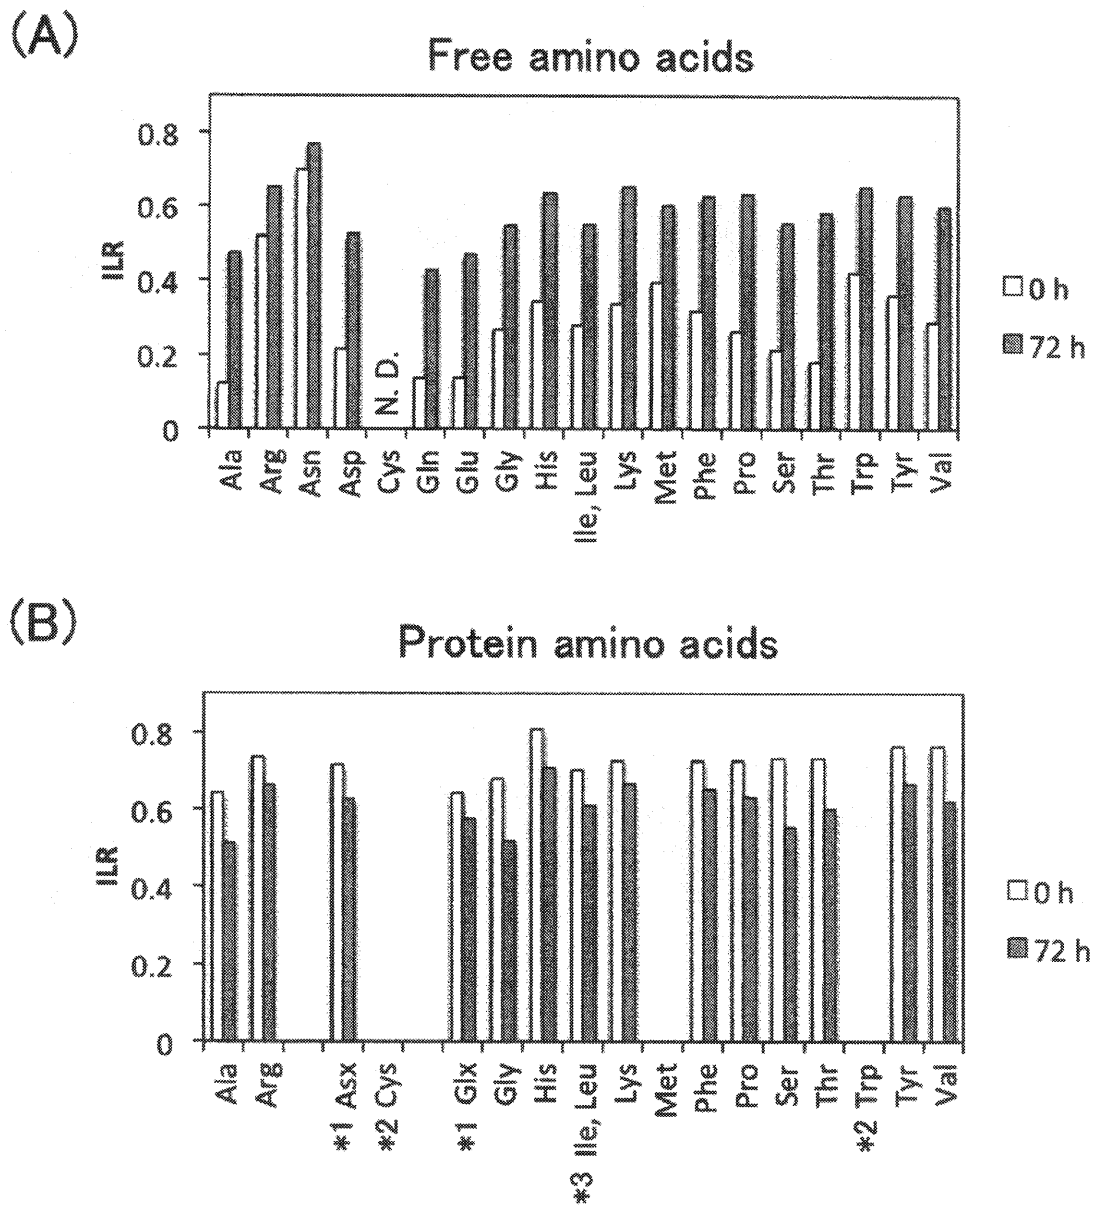 (A)
Free amino acids
ILR
0.8
0.6
0.4
0.2
0
N. D.
Ala
Arg
Asn
Asp
Cys
Gln
Glu
Gly
His
Ile, Leu
Lys
Met
Phe
Pro
Ser
Thr
Trp
Tyr
Val
0 h
72 h
(B)
Protein amino acids
ILR
0.8
0.6
0.4
0.2
0
Ala
Arg
*1 Asx
*2 Cys
*1 Glx
Gly
His
*3 Ile, Leu
Lys
Met
Phe
Pro
Ser
Thr
*2 Trp
Tyr
Val
0 h
72 h